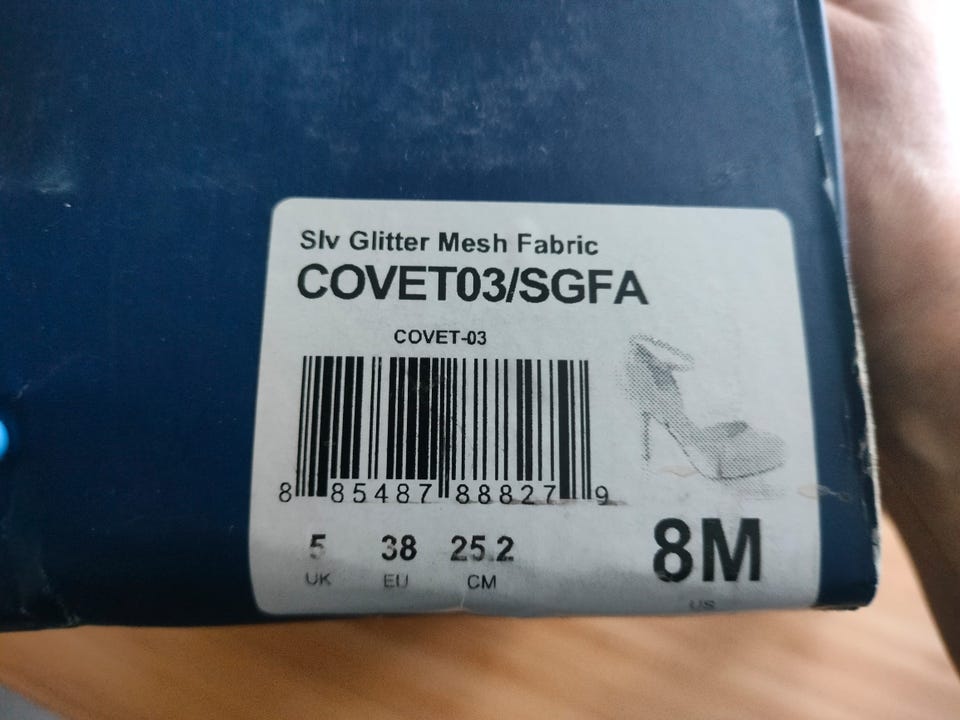 Slv Glitter Mesh Fabric
COVET03/SGFA
COVET-03
8 85487 88827 9
5 38 25.2 8M
UK EU CM US